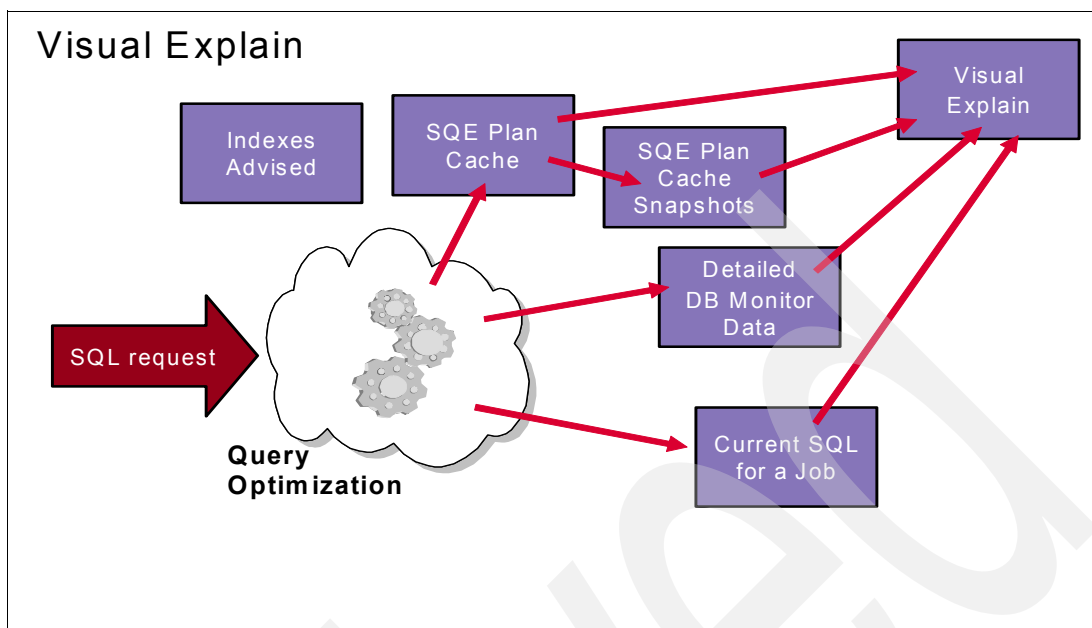 Visual Explain
Indexes
Advised
SQE Plan
Cache
SQE Plan
Cache
Snapshots
Visual
Explain
Detailed
DB Monitor
Data
SQL request
Query
Optimization
Current SQL
for a Job